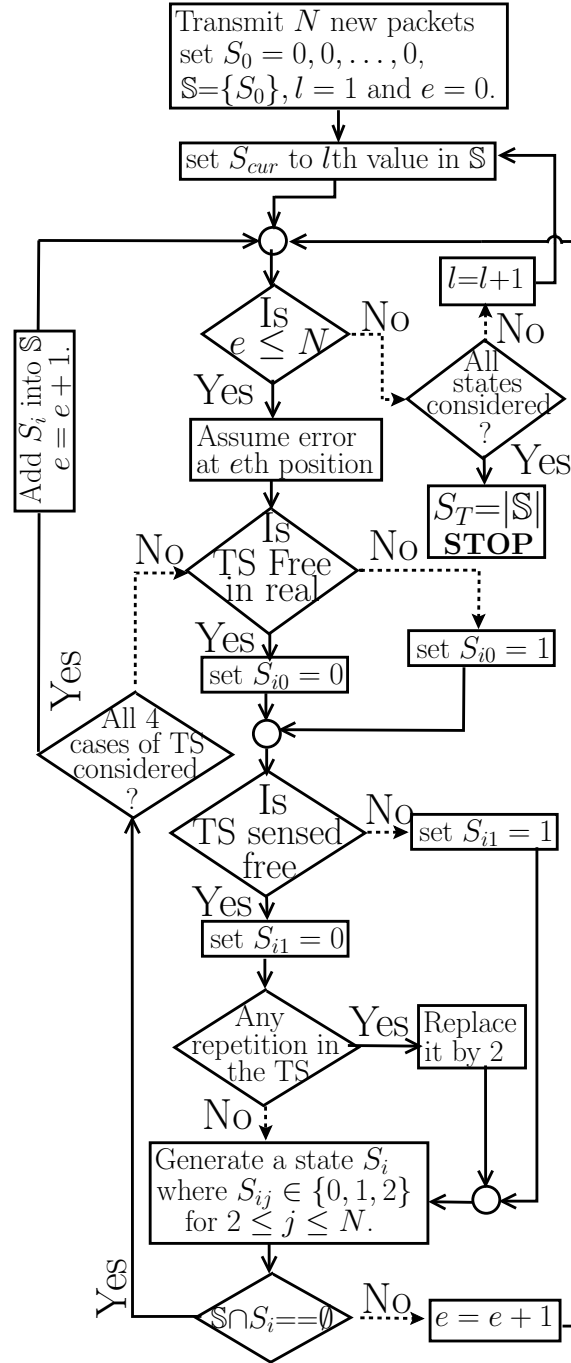 Transmit N new packets
set S₀ = 0, 0, . . . , 0,
𝕊={S₀}, l = 1 and e = 0.
set S_cur to lth value in 𝕊
l=l+1
Is
e ≤ N
No
No
All
states
considered
?
Yes
Yes
Add S_i into 𝕊
e = e + 1.
Assume error
at eth position
S_T=|𝕊|
STOP
Is
TS Free
in real
No
No
Yes
set S_i0 = 0
set S_i0 = 1
Yes
All 4
cases of TS
considered
?
Is
TS sensed
free
No
set S_i1 = 1
Yes
set S_i1 = 0
Any
repetition in
the TS
Yes
Replace
it by 2
No
Generate a state S_i
where S_ij ∈ {0, 1, 2}
for 2 ≤ j ≤ N.
Yes
𝕊∩S_i==∅
No
e = e + 1